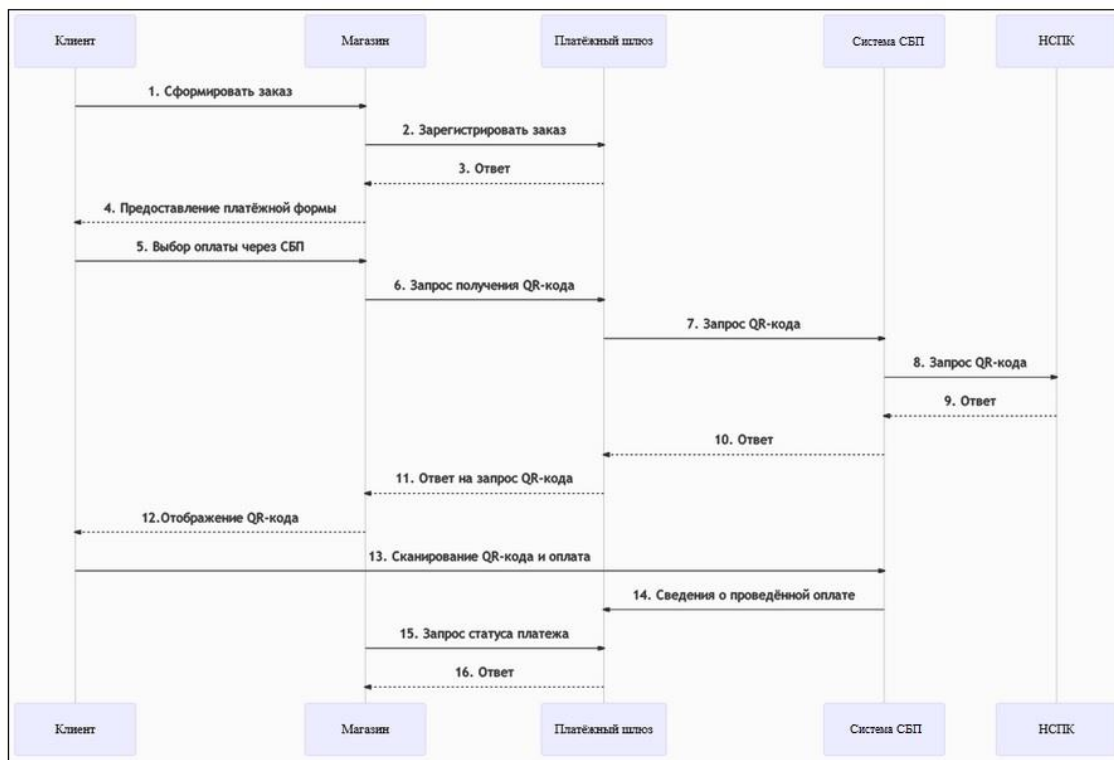 Клиент
Магазин
Платёжный шлюз
Система СБП
НСПК
1. Сформировать заказ
2. Зарегистрировать заказ
3. Ответ
4. Предоставление платёжной формы
5. Выбор оплаты через СБП
6. Запрос получения QR-кода
7. Запрос QR-кода
8. Запрос QR-кода
9. Ответ
10. Ответ
11. Ответ на запрос QR-кода
12.Отображение QR-кода
13. Сканирование QR-кода и оплата
14. Сведения о проведённой оплате
15. Запрос статуса платежа
16. Ответ
Клиент
Магазин
Платёжный шлюз
Система СБП
НСПК